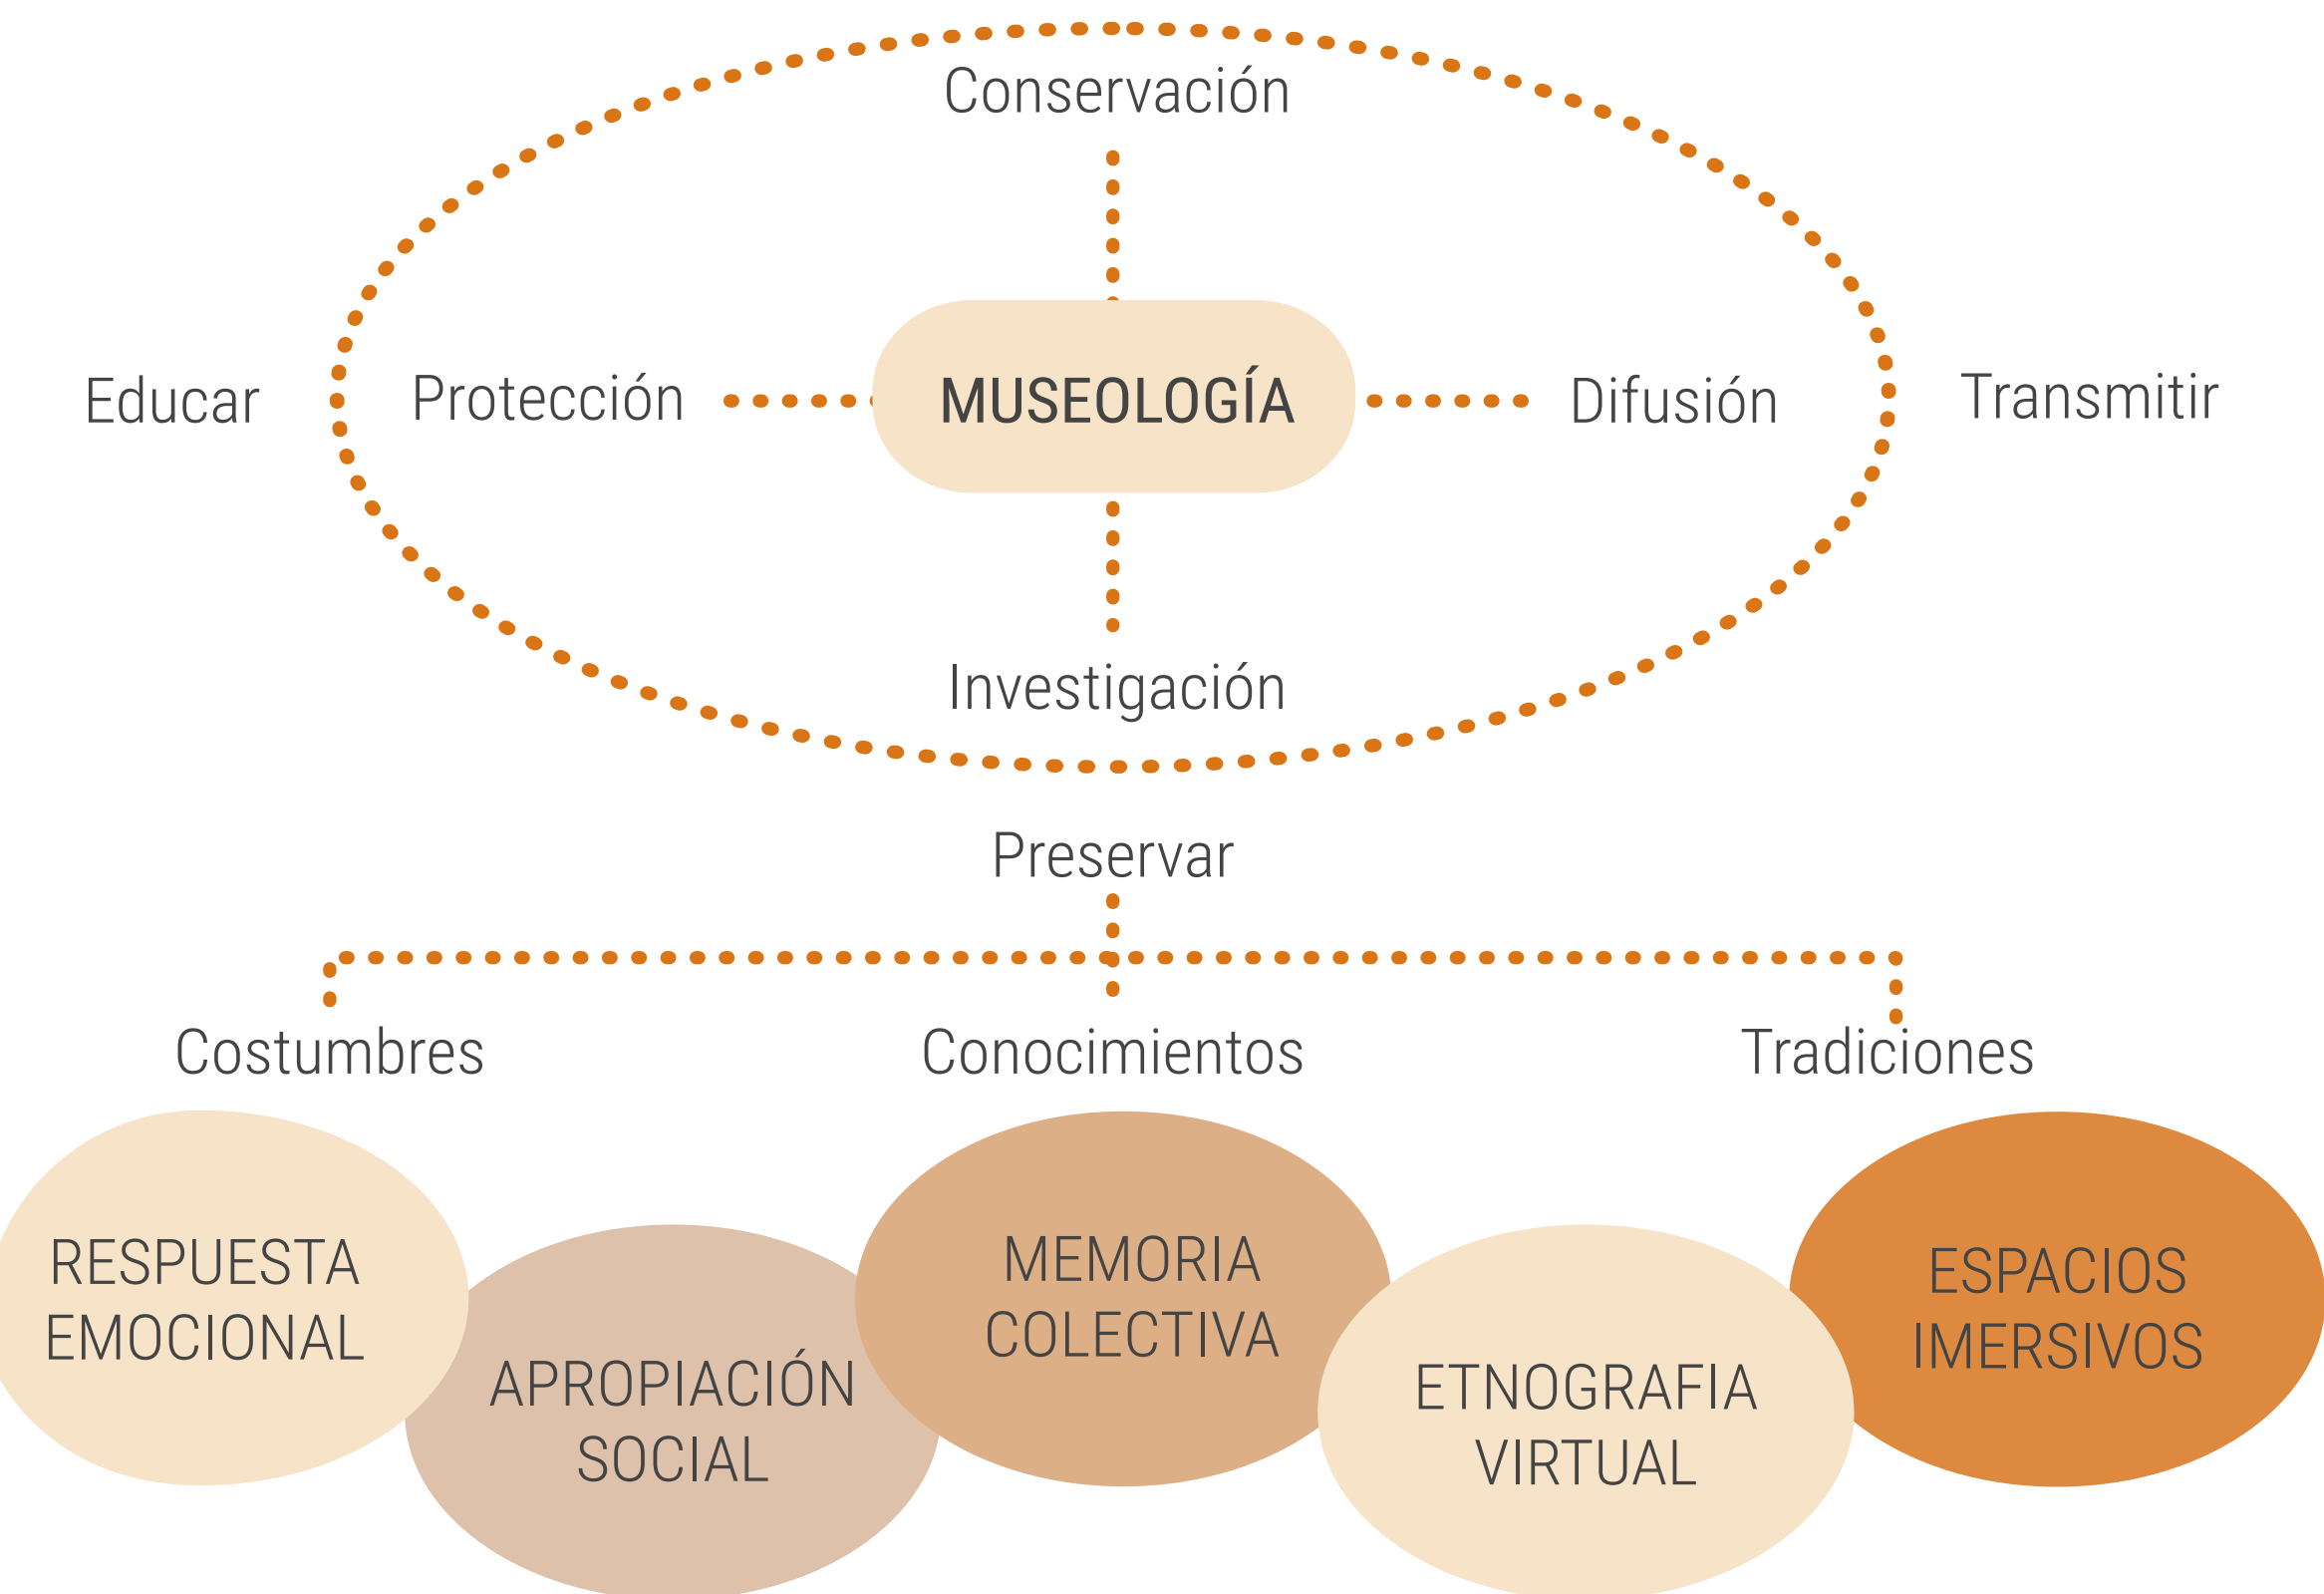 Conservación
Educar
Protección
MUSEOLOGÍA
Difusión
Transmitir
Investigación
Preservar
Costumbres
Conocimientos
Tradiciones
RESPUESTA
EMOCIONAL
APROPIACIÓN
SOCIAL
MEMORIA
COLECTIVA
ETNOGRAFIA
VIRTUAL
ESPACIOS
IMERSIVOS